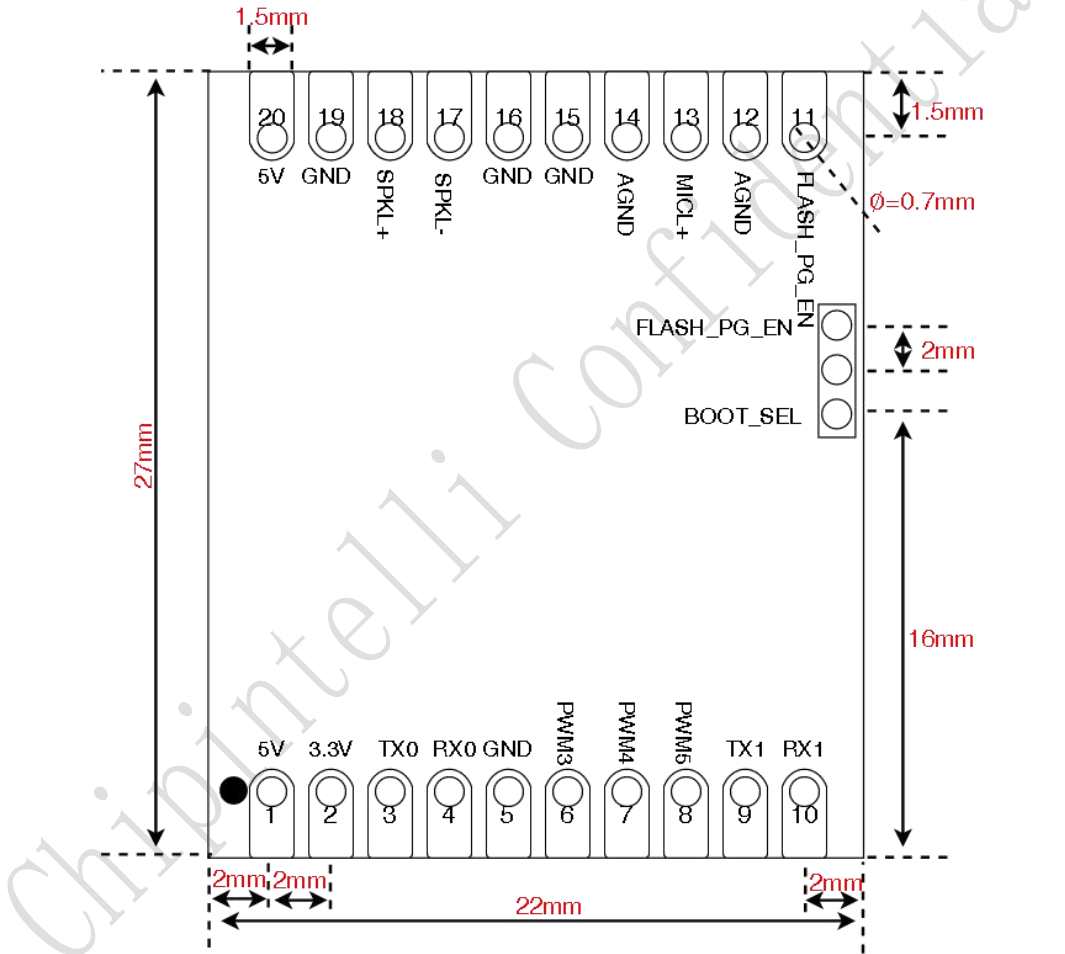 1.5mm
20 19 18 17 16 15 14 13 12 11
1.5mm
5V GND SPKL+ SPKL- GND GND AGND MICL+ AGND FLASH_PG_EN
Ø=0.7mm
FLASH_PG_EN
2mm
BOOT_SEL
27mm
16mm
5V 3.3V TX0 RX0 GND PWM3 PWM4 PWM5 TX1 RX1
1 2 3 4 5 6 7 8 9 10
2mm 2mm 2mm
22mm
Chipintelli Confidential